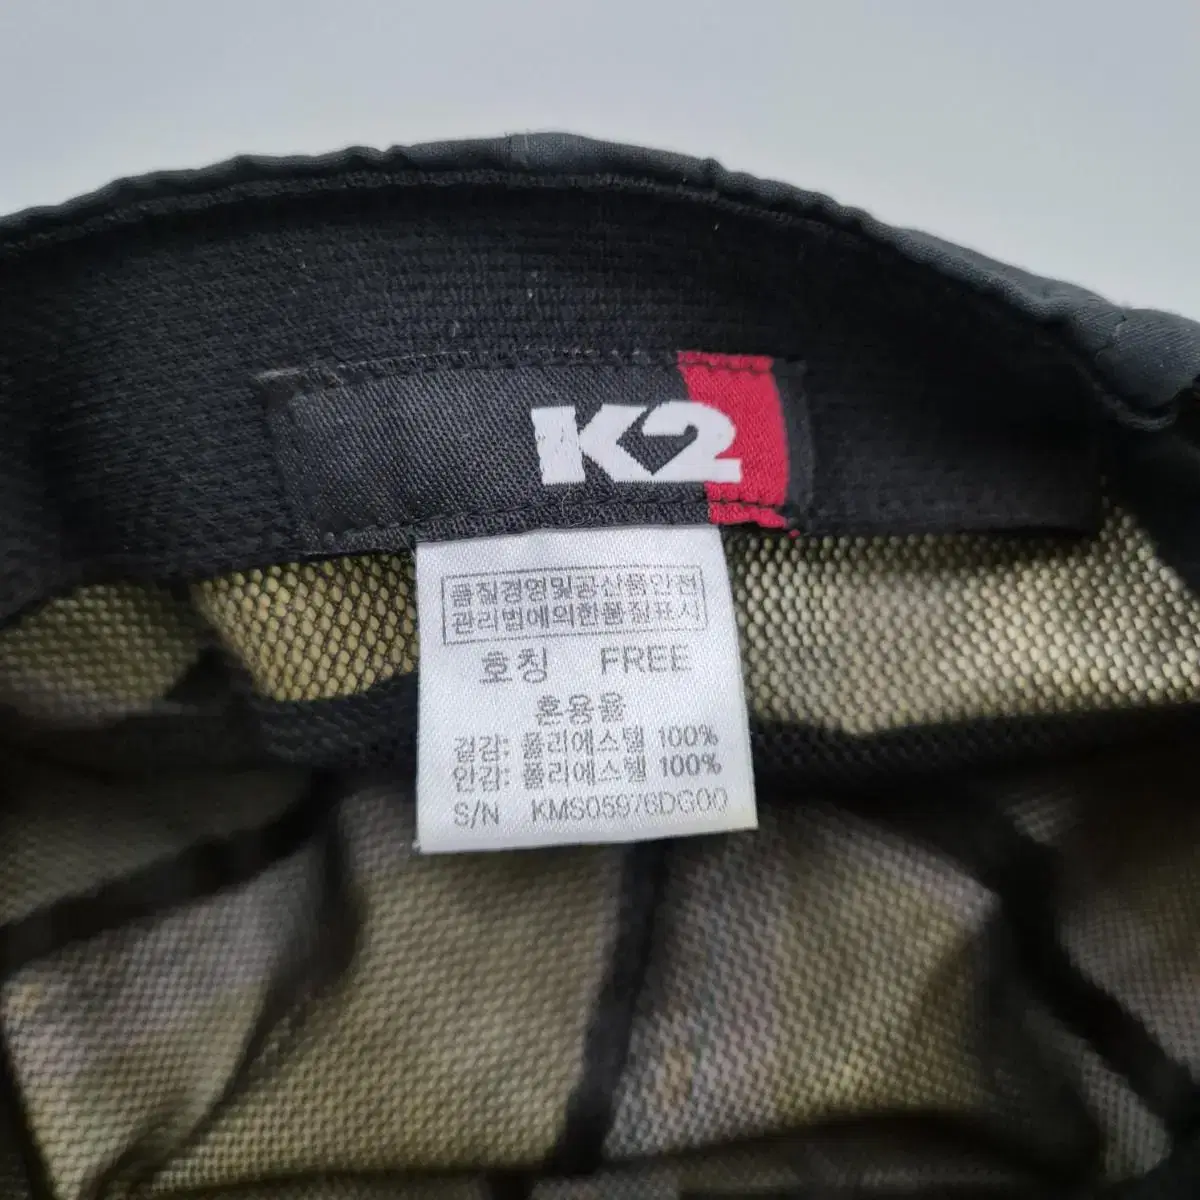 K2
품질경영및공산품안전
관리법에의한품질표시
호칭 FREE
혼용율
겉감: 폴리에스텔 100%
안감: 폴리에스텔 100%
S/N KMS05976DG00